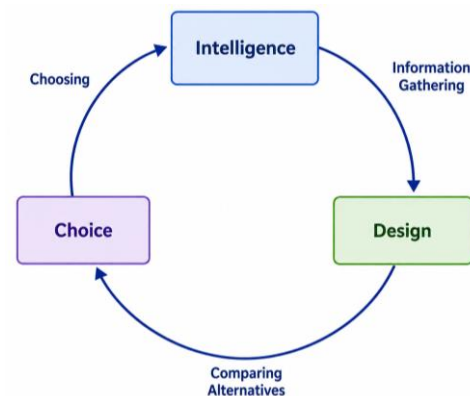 Intelligence
Choosing
Information
Gathering
Choice
Design
Comparing
Alternatives